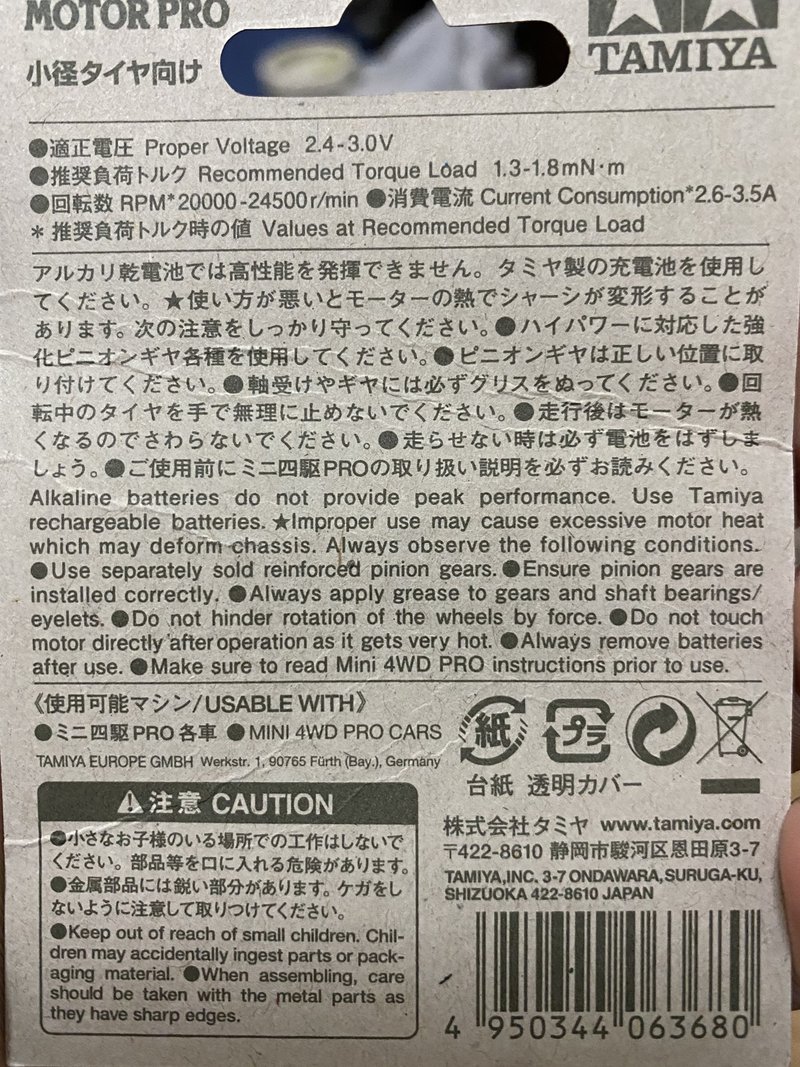 MOTOR PRO
小径タイヤ向け
TAMIYA
●適正電圧 Proper Voltage 2.4-3.0V
●推奨負荷トルク Recommended Torque Load 1.3-1.8mN·m
●回転数 RPM*20000-24500r/min ●消費電流 Current Consumption*2.6-3.5A
* 推奨負荷トルク時の値 Values at Recommended Torque Load
アルカリ乾電池では高性能を発揮できません。タミヤ製の充電池を使用し
てください。★使い方が悪いとモーターの熱でシャーシが変形することが
あります。次の注意をしっかり守ってください。●ハイパワーに対応した強
化ピニオンギヤ各種を使用してください。●ピニオンギヤは正しい位置に取
り付けてください。●軸受けやギヤには必ずグリスをぬってください。●回
転中のタイヤを手で無理に止めないでください。●走行後はモーターが熱
くなるのでさわらないでください。●走らせない時は必ず電池をはずしま
しょう。●ご使用前にミニ四駆PROの取り扱い説明を必ずお読みください。
Alkaline batteries do not provide peak performance. Use Tamiya
rechargeable batteries. ★Improper use may cause excessive motor heat
which may deform chassis. Always observe the following conditions.
●Use separately sold reinforced pinion gears. ●Ensure pinion gears are
installed correctly. ●Always apply grease to gears and shaft bearings/
eyelets. ●Do not hinder rotation of the wheels by force. ●Do not touch
motor directly after operation as it gets very hot. ●Always remove batteries
after use. ●Make sure to read Mini 4WD PRO instructions prior to use.
《使用可能マシン/USABLE WITH》
●ミニ四駆PRO各車 ●MINI 4WD PRO CARS
TAMIYA EUROPE GMBH Werkstr. 1, 90765 Fürth (Bay.), Germany
紙 プラ
台紙 透明カバー
注意 CAUTION
●小さなお子様のいる場所での工作はしないで
ください。部品等を口に入れる危険があります。
●金属部品には鋭い部分があります。ケガをし
ないように注意して取りつけてください。
●Keep out of reach of small children. Chil-
dren may accidentally ingest parts or pack-
aging material. ●When assembling, care
should be taken with the metal parts as
they have sharp edges.
株式会社タミヤ www.tamiya.com
〒422-8610 静岡市駿河区恩田原3-7
TAMIYA,INC. 3-7 ONDAWARA,SURUGA-KU,
SHIZUOKA 422-8610 JAPAN
4 950344 063680